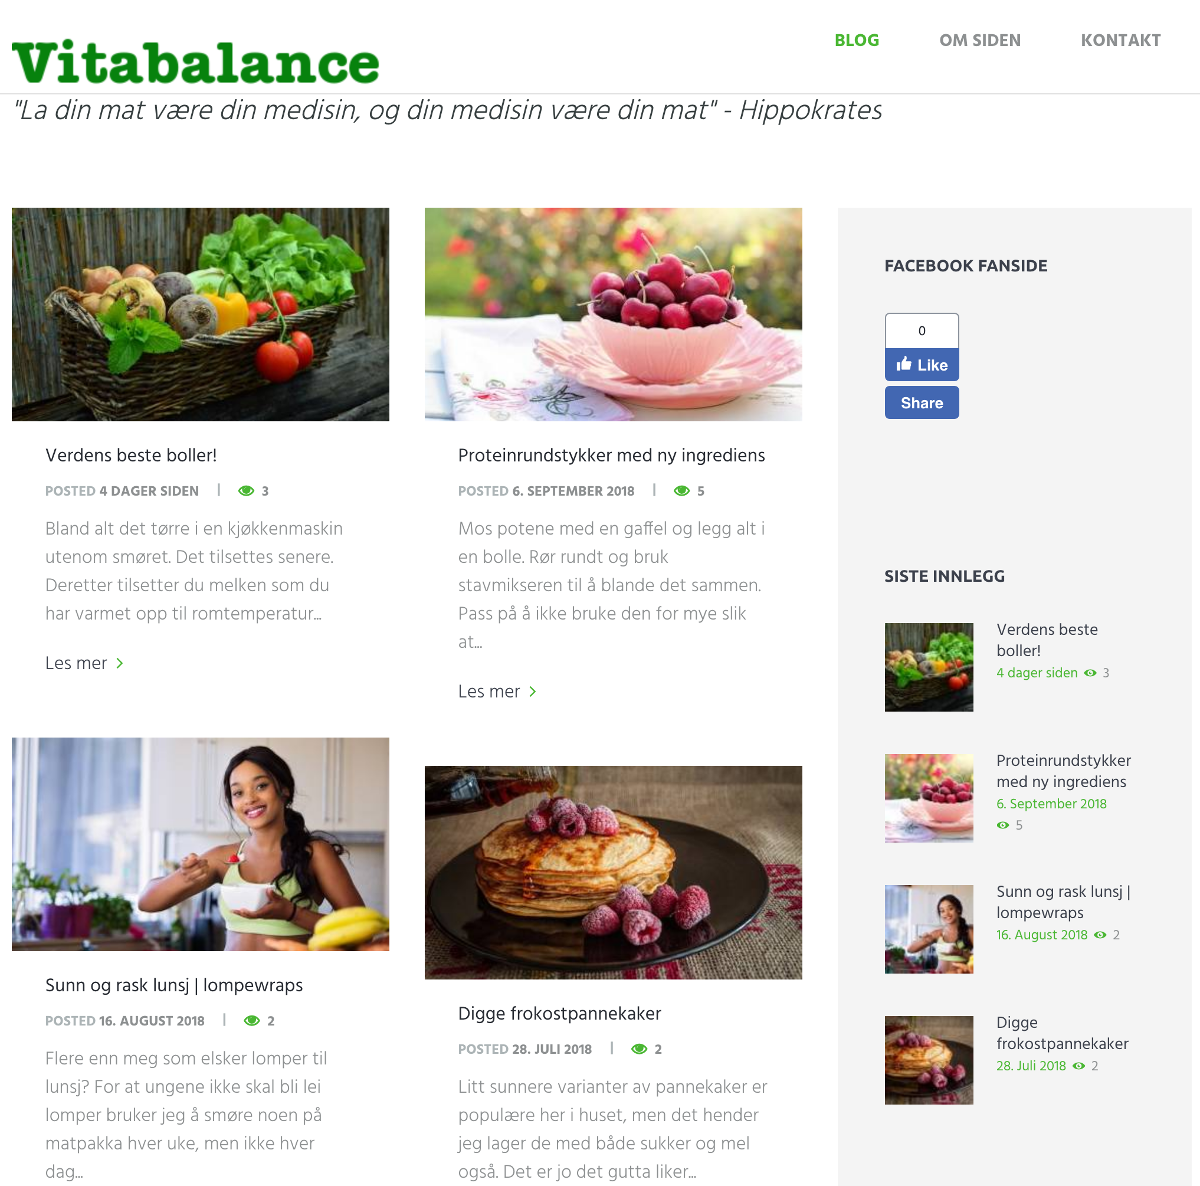 Vitabalance
BLOG
OM SIDEN
KONTAKT
"La din mat være din medisin, og din medisin være din mat" - Hippokrates
Verdens beste boller!
POSTED 4 DAGER SIDEN | 3
Bland alt det tørre i en kjøkkenmaskin
utenom smøret. Det tilsettes senere.
Deretter tilsetter du melken som du
har varmet opp til romtemperatur...
Les mer
Proteinrundstykker med ny ingrediens
POSTED 6. SEPTEMBER 2018 | 5
Mos potene med en gaffel og legg alt i
en bolle. Rør rundt og bruk
stavmikseren til å blande det sammen.
Pass på å ikke bruke den for mye slik
at...
Les mer
Sunn og rask lunsj | lompewraps
POSTED 16. AUGUST 2018 | 2
Flere enn meg som elsker lomper til
lunsj? For at ungene ikke skal bli lei
lomper bruker jeg å smøre noen på
matpakka hver uke, men ikke hver
dag...
Digge frokostpannekaker
POSTED 28. JULI 2018 | 2
Litt sunnere varianter av pannekaker er
populære her i huset, men det hender
jeg lager de med både sukker og mel
også. Det er jo det gutta liker...
FACEBOOK FANSIDE
0
Like
Share
SISTE INNLEGG
Verdens beste
boller!
4 dager siden 3
Proteinrundstykker
med ny ingrediens
6. September 2018
5
Sunn og rask lunsj |
lompewraps
16. August 2018 2
Digge
frokostpannekaker
28. Juli 2018 2